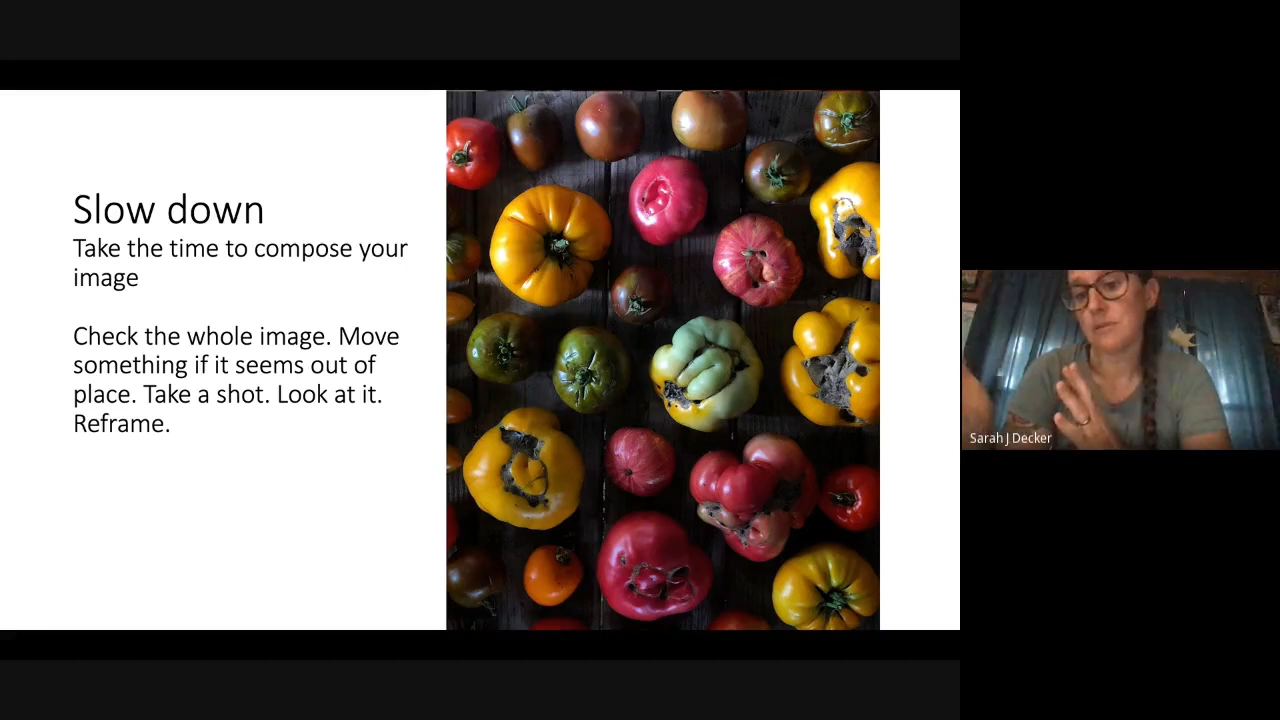 Slow down
Take the time to compose your
image
Check the whole image. Move
something if it seems out of
place. Take a shot. Look at it.
Reframe.
Sarah J Decker